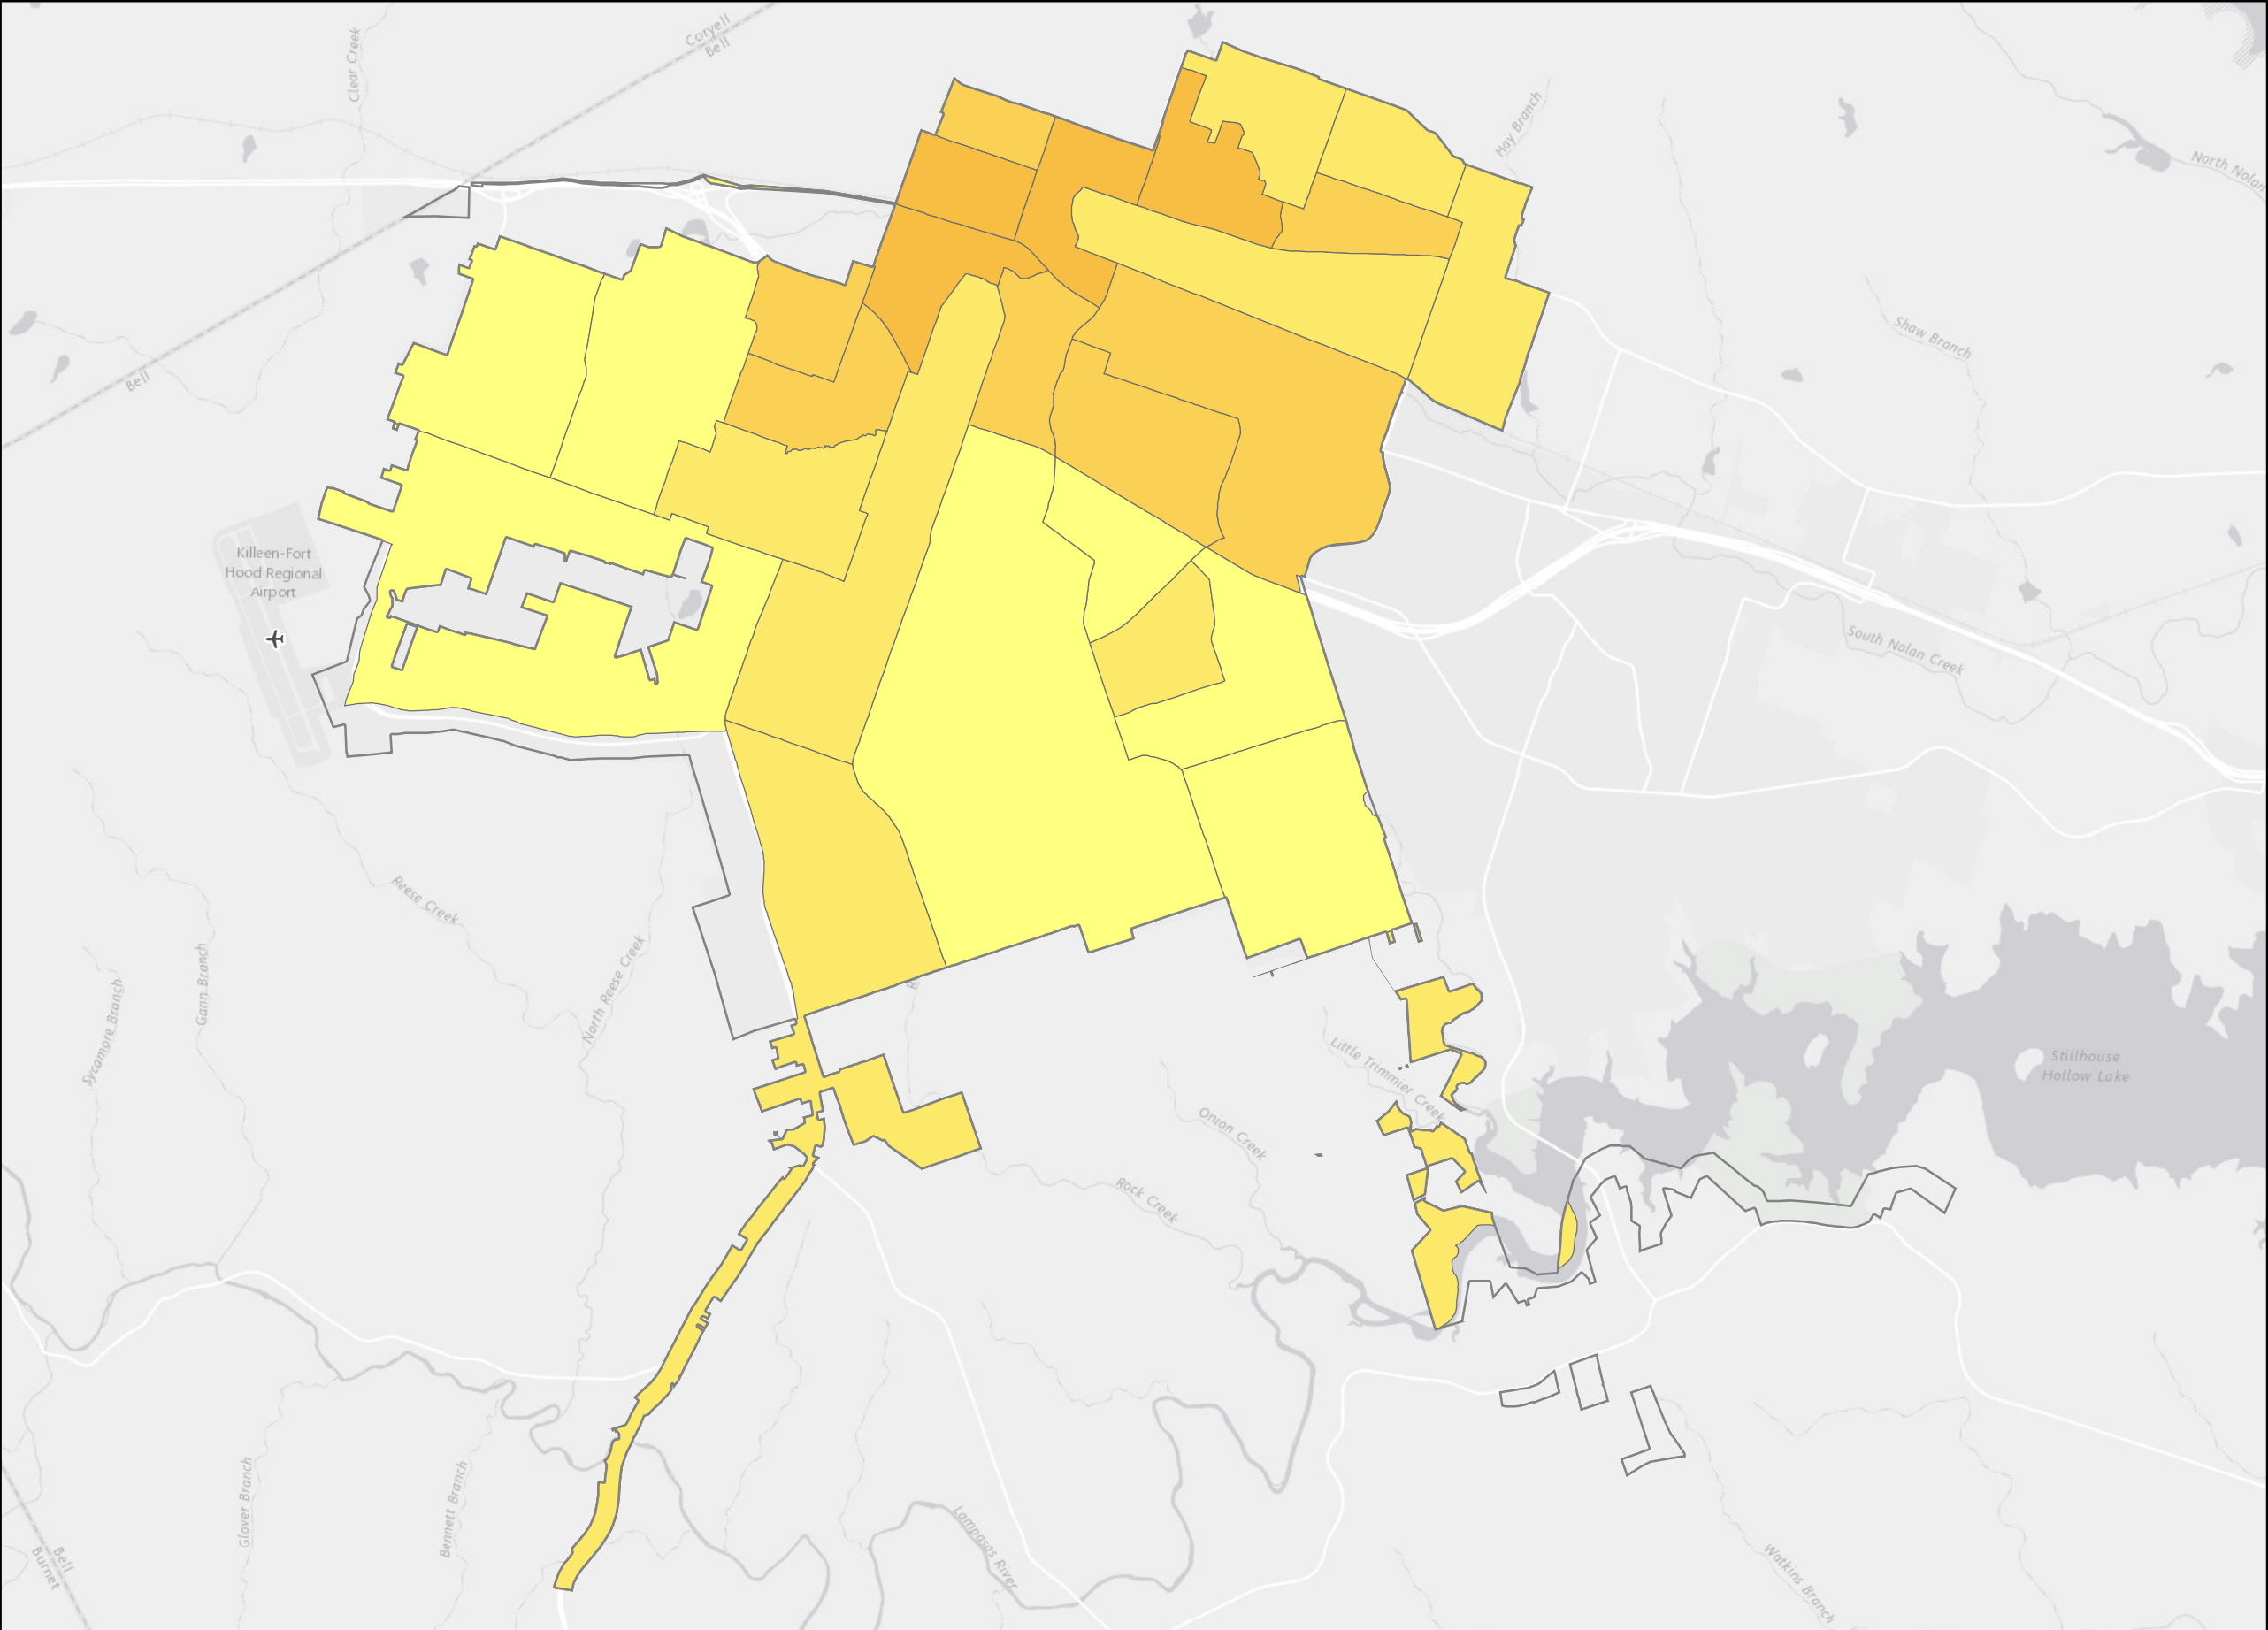 Coryell
Bell
Clear Creek
Hay Branch
North Nolan
Bell
Shaw Branch
Killeen-Fort
Hood Regional
Airport
South Nolan Creek
Reese Creek
North Reese Creek
Gann Branch
Sycamore Branch
Little Trimmier Creek
Onion Creek
Rock Creek
Stillhouse
Hollow Lake
Glover Branch
Bennett Branch
Lampasas River
Watkins Branch
Bell
Burnet